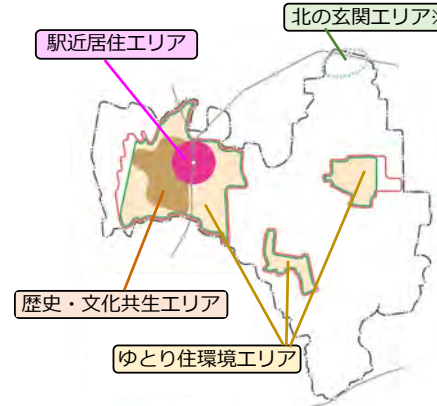 北の玄関エリア※
駅近居住エリア
歴史・文化共生エリア
ゆとり住環境エリア